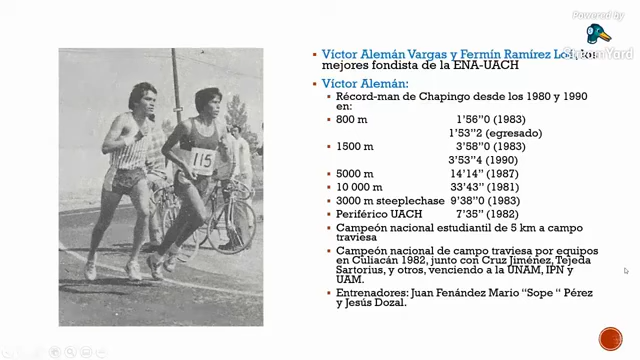 Powered by
StreamYard
Víctor Alemán Vargas y Fermín Ramírez los
mejores fondista de la ENA-UACH
Víctor Alemán:
Récord-man de Chapingo desde los 1980 y 1990
en:
800 m 1’56”0 (1983)
1’53”2 (egresado)
1500 m 3’58”0 (1983)
3’53”4 (1990)
5000 m 14’14” (1987)
10 000 m 33’43” (1981)
3000 m steeplechase 9’38”0 (1983)
Periférico UACH 7’35” (1982)
Campeón nacional estudiantil de 5 km a campo
traviesa
Campeón nacional de campo traviesa por equipos
en Culiacán 1982, junto con Cruz Jiménez, Tejeda
Sartorius, y otros, venciendo a la UNAM, IPN y
UAM.
Entrenadores: Juan Fenández Mario “Sope “ Pérez
y Jesús Dozal.
115